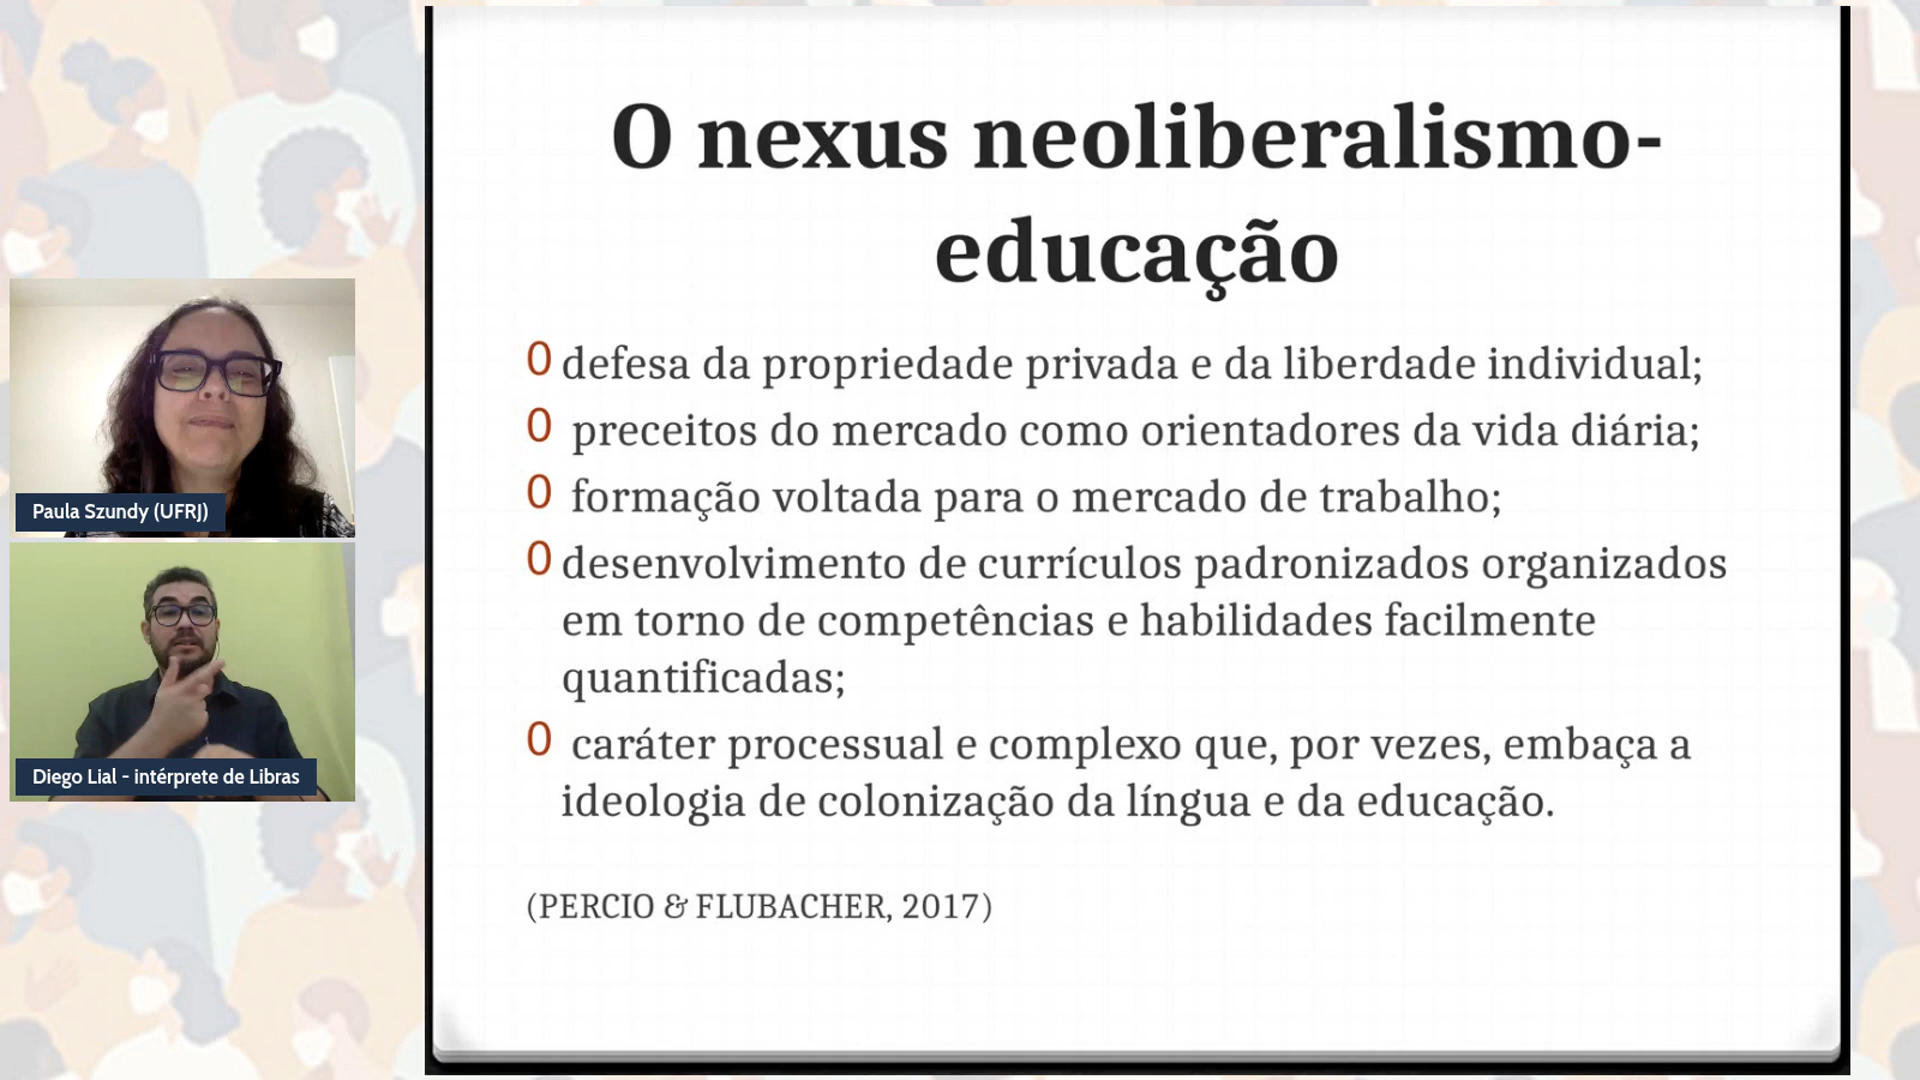 O nexus neoliberalismo-
educação
0 defesa da propriedade privada e da liberdade individual;
0 preceitos do mercado como orientadores da vida diária;
0 formação voltada para o mercado de trabalho;
0 desenvolvimento de currículos padronizados organizados
em torno de competências e habilidades facilmente
quantificadas;
0 caráter processual e complexo que, por vezes, embaça a
ideologia de colonização da língua e da educação.
(PERCIO & FLUBACHER, 2017)
Paula Szundy (UFRJ)
Diego Lial - intérprete de Libras